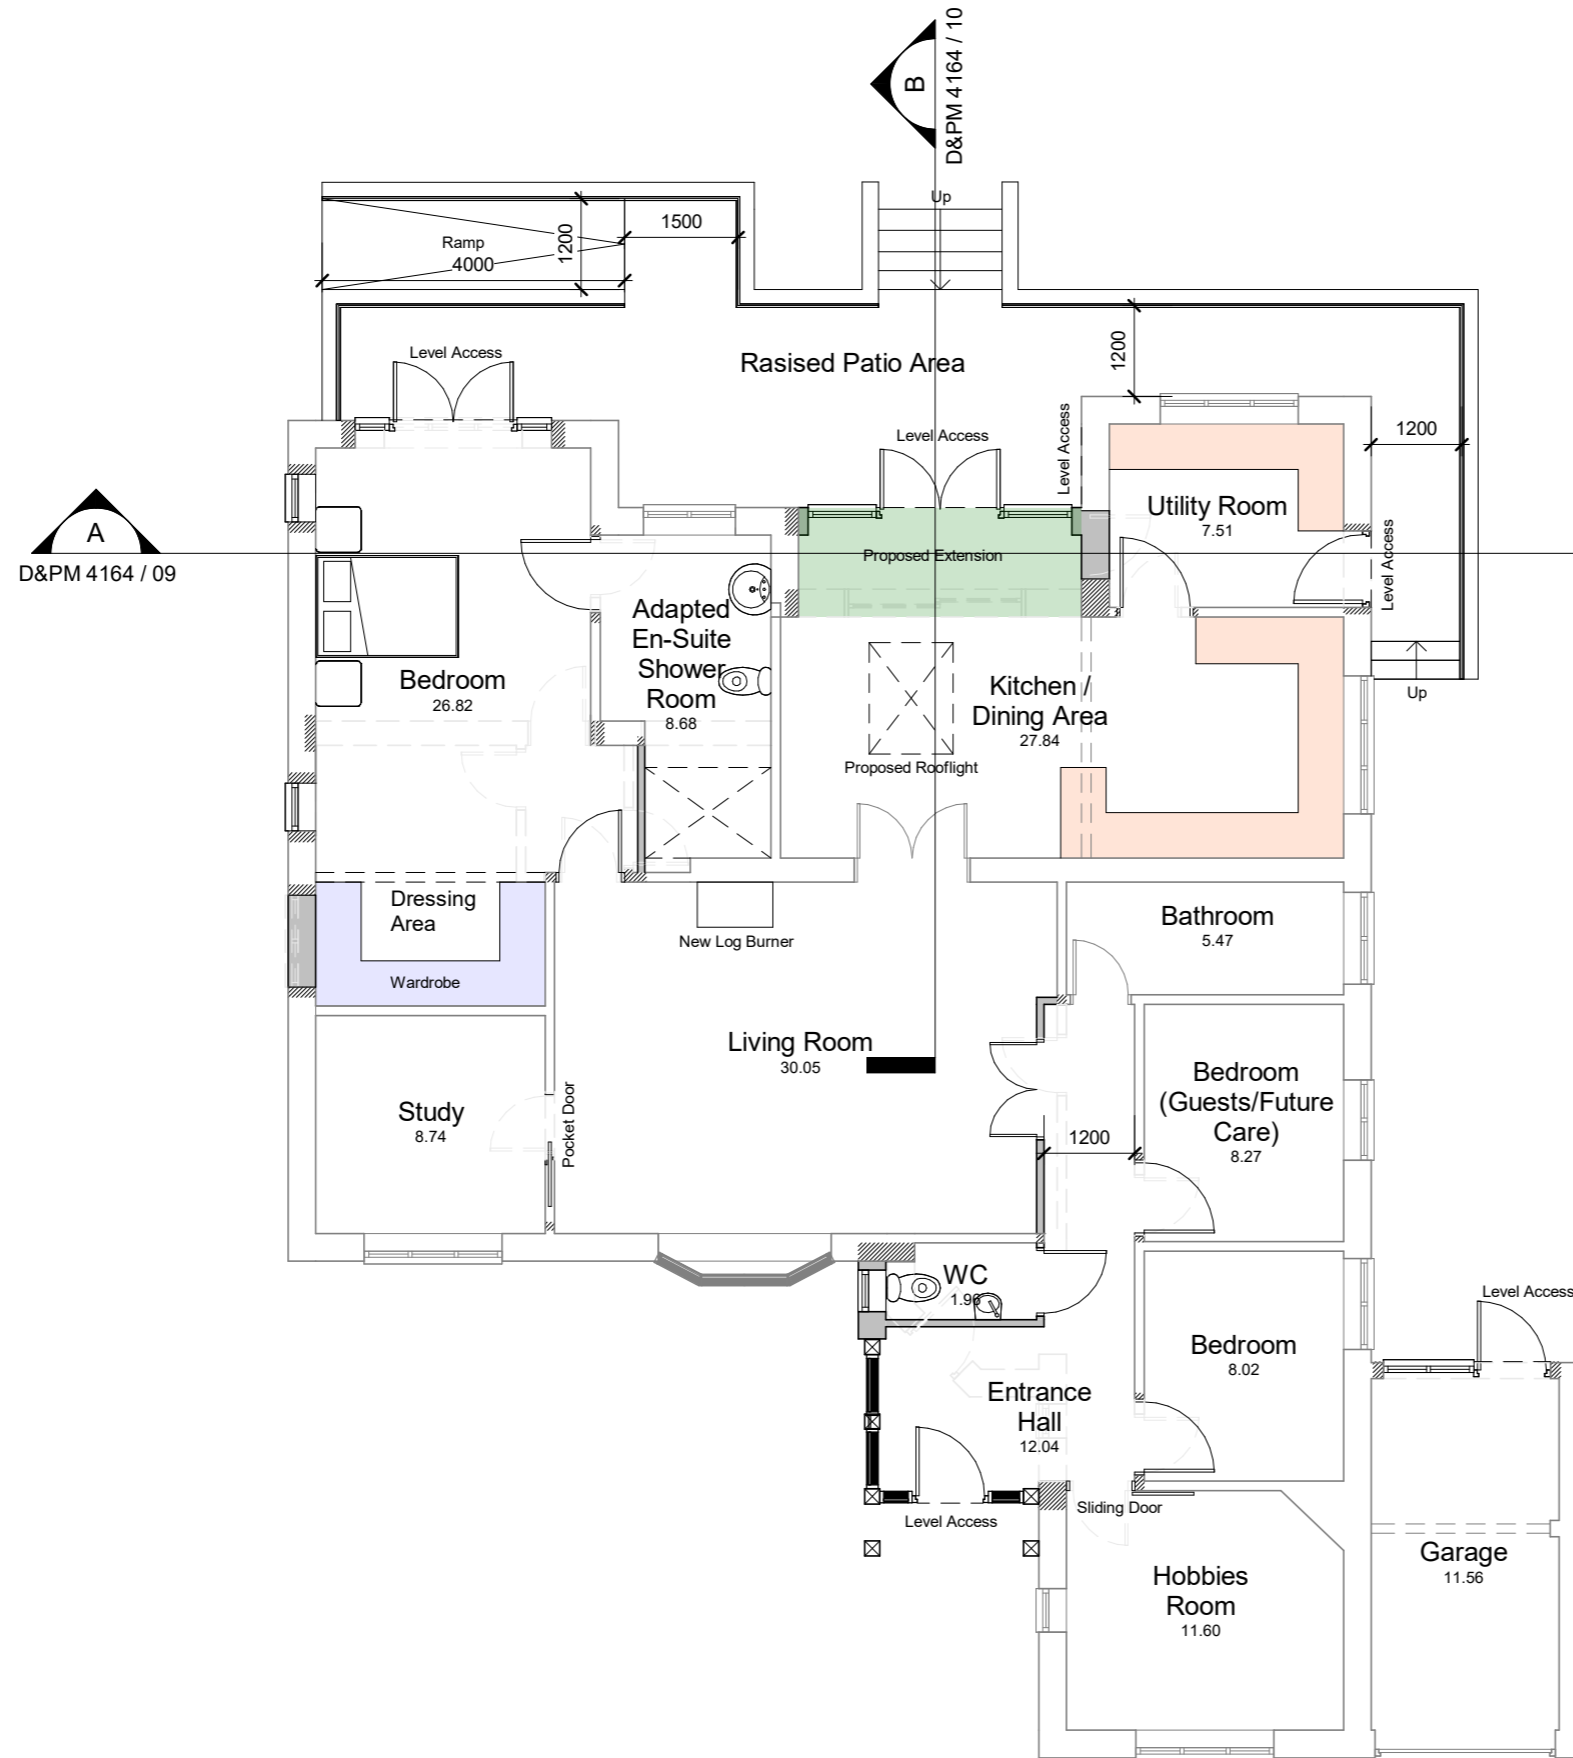 B
D&PM 4164 / 10
Up
1500
Ramp
1200
4000
Level Access
Rasised Patio Area
1200
Level Access
Level Access
1200
A
D&PM 4164 / 09
Utility Room
7.51
Level Access
Proposed Extension
Adapted
En-Suite
Shower
Room
8.68
Bedroom
26.82
Kitchen /
Dining Area
27.84
Up
Proposed Rooflight
Dressing
Area
Wardrobe
New Log Burner
Bathroom
5.47
Living Room
30.05
Bedroom
(Guests/Future
Care)
8.27
Study
8.74
Pocket Door
1200
WC
1.96
Level Access
Bedroom
8.02
Entrance
Hall
12.04
Sliding Door
Level Access
Hobbies
Room
11.60
Garage
11.56